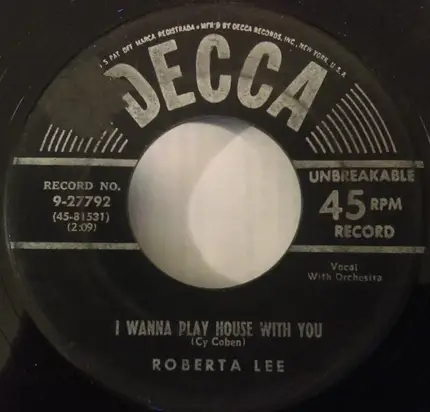 U.S PAT OFF MARCA REGISTRADA • MF'D BY DECCA RECORDS, INC., NEW YORK, U.S.A.
DECCA
RECORD NO.
9-27792
(45-81531)
(2:09)
UNBREAKABLE
45 RPM
RECORD
Vocal
With Orchestra
I WANNA PLAY HOUSE WITH YOU
(Cy Coben)
ROBERTA LEE